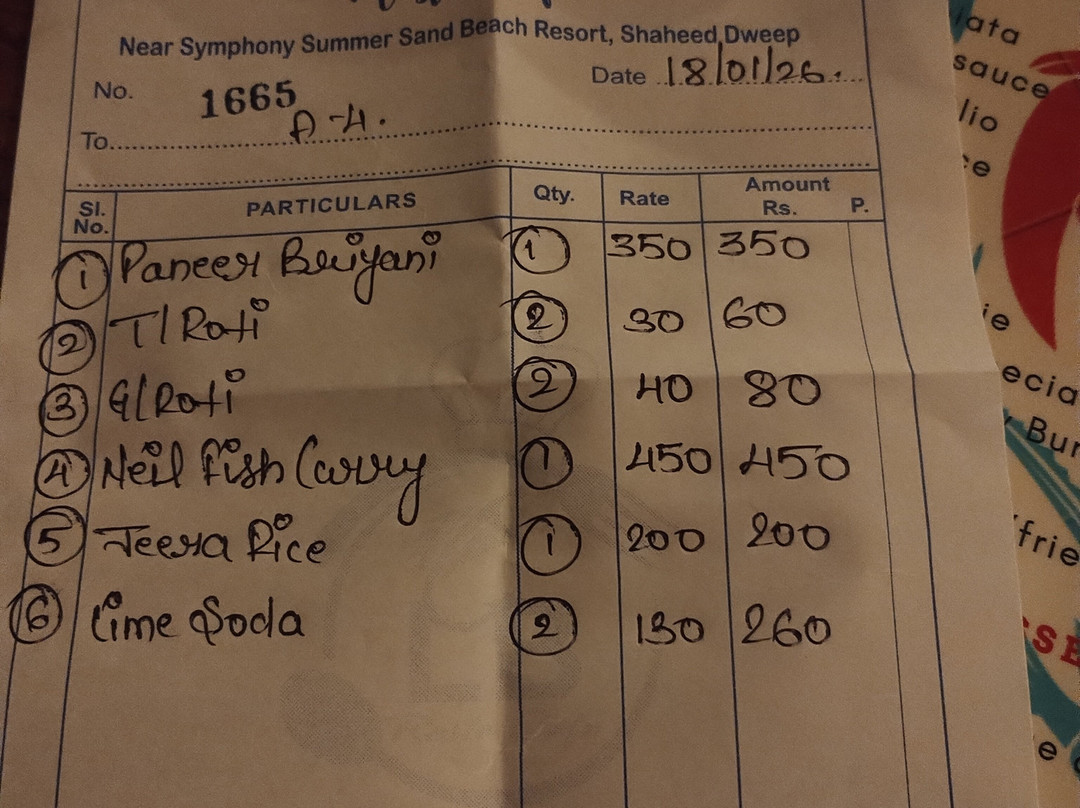 Near Symphony Summer Sand Beach Resort, Shaheed Dweep
No. 1665 Date 18/01/26.
To. A-4.
Sl. No. PARTICULARS Qty. Rate Amount Rs. P.
1 Paneer Briyani 1 350 350
2 T/Roti 2 30 60
3 G/Roti 2 40 80
4 Neil fish Curry 1 450 450
5 Jeera Rice 1 200 200
6 Lime Soda 2 130 260
ata
sauce
lio
ie
ecia
Bur
frie
SE
e